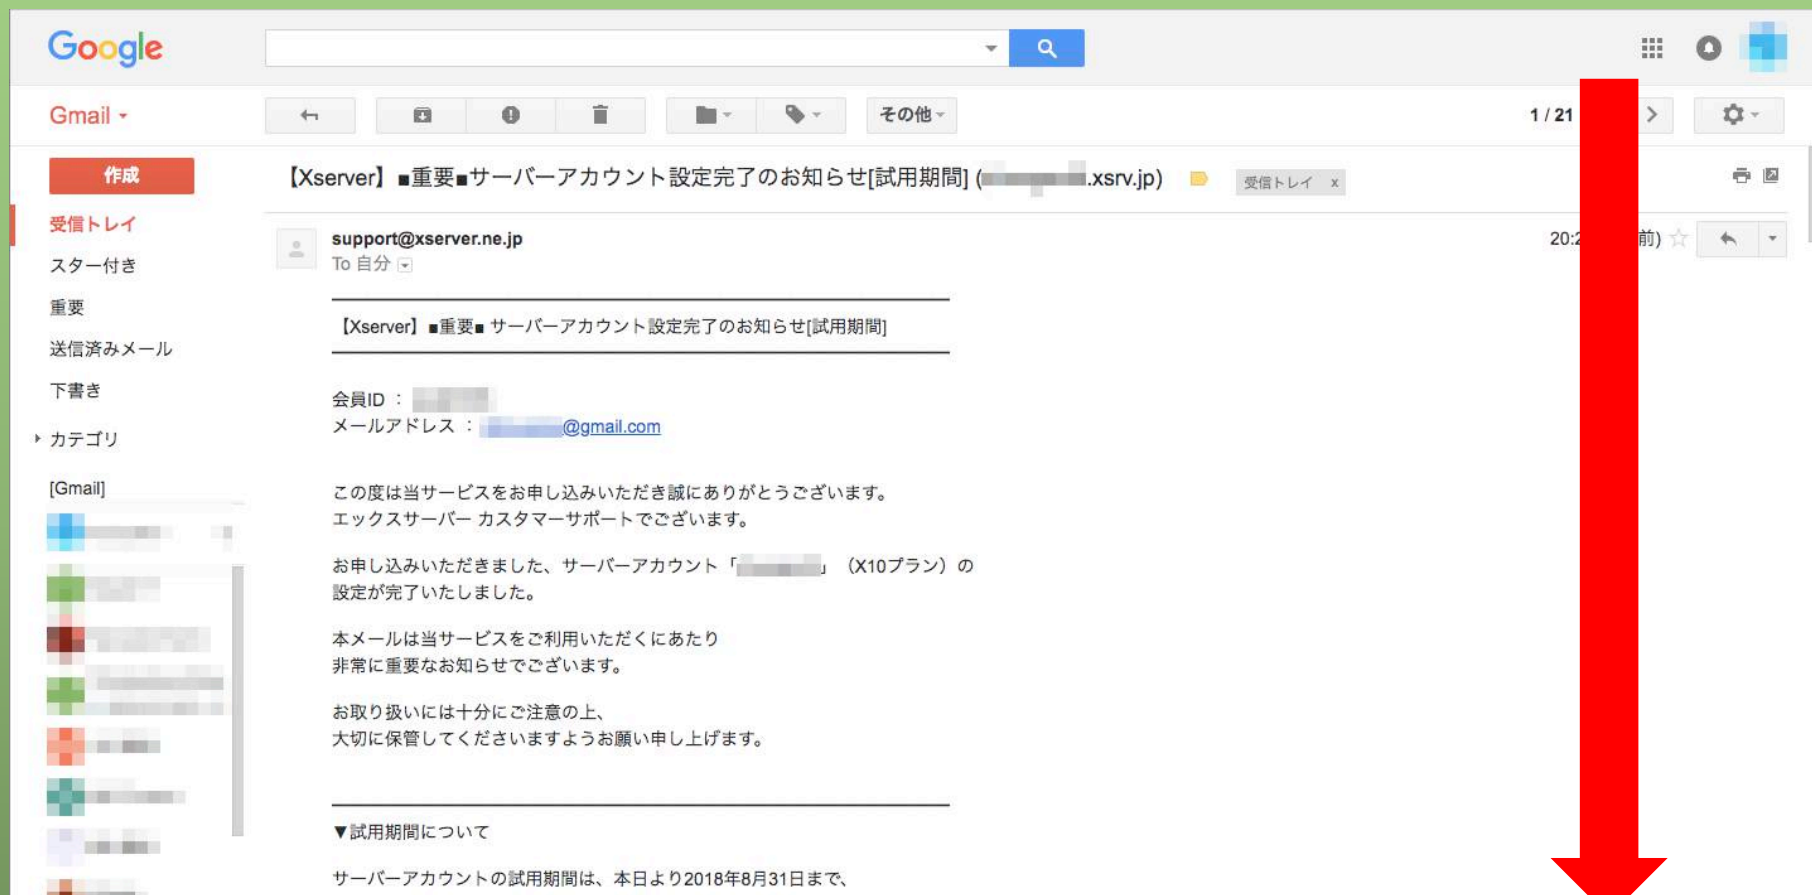 Google
Gmail
その他
1 / 21
作成
【Xserver】■重要■サーバーアカウント設定完了のお知らせ[試用期間] (
.xsrv.jp)
受信トレイ x
受信トレイ
スター付き
重要
送信済みメール
下書き
カテゴリ
[Gmail]
support@xserver.ne.jp
To 自分
20:2
前)
【Xserver】■重要■ サーバーアカウント設定完了のお知らせ[試用期間]
会員ID ：
メールアドレス ： @gmail.com
この度は当サービスをお申し込みいただき誠にありがとうございます。
エックスサーバー カスタマーサポートでございます。
お申し込みいただきました、サーバーアカウント「 」（X10プラン）の
設定が完了いたしました。
本メールは当サービスをご利用いただくにあたり
非常に重要なお知らせでございます。
お取り扱いには十分にご注意の上、
大切に保管してくださいますようお願い申し上げます。
▼試用期間について
サーバーアカウントの試用期間は、本日より2018年8月31日まで、